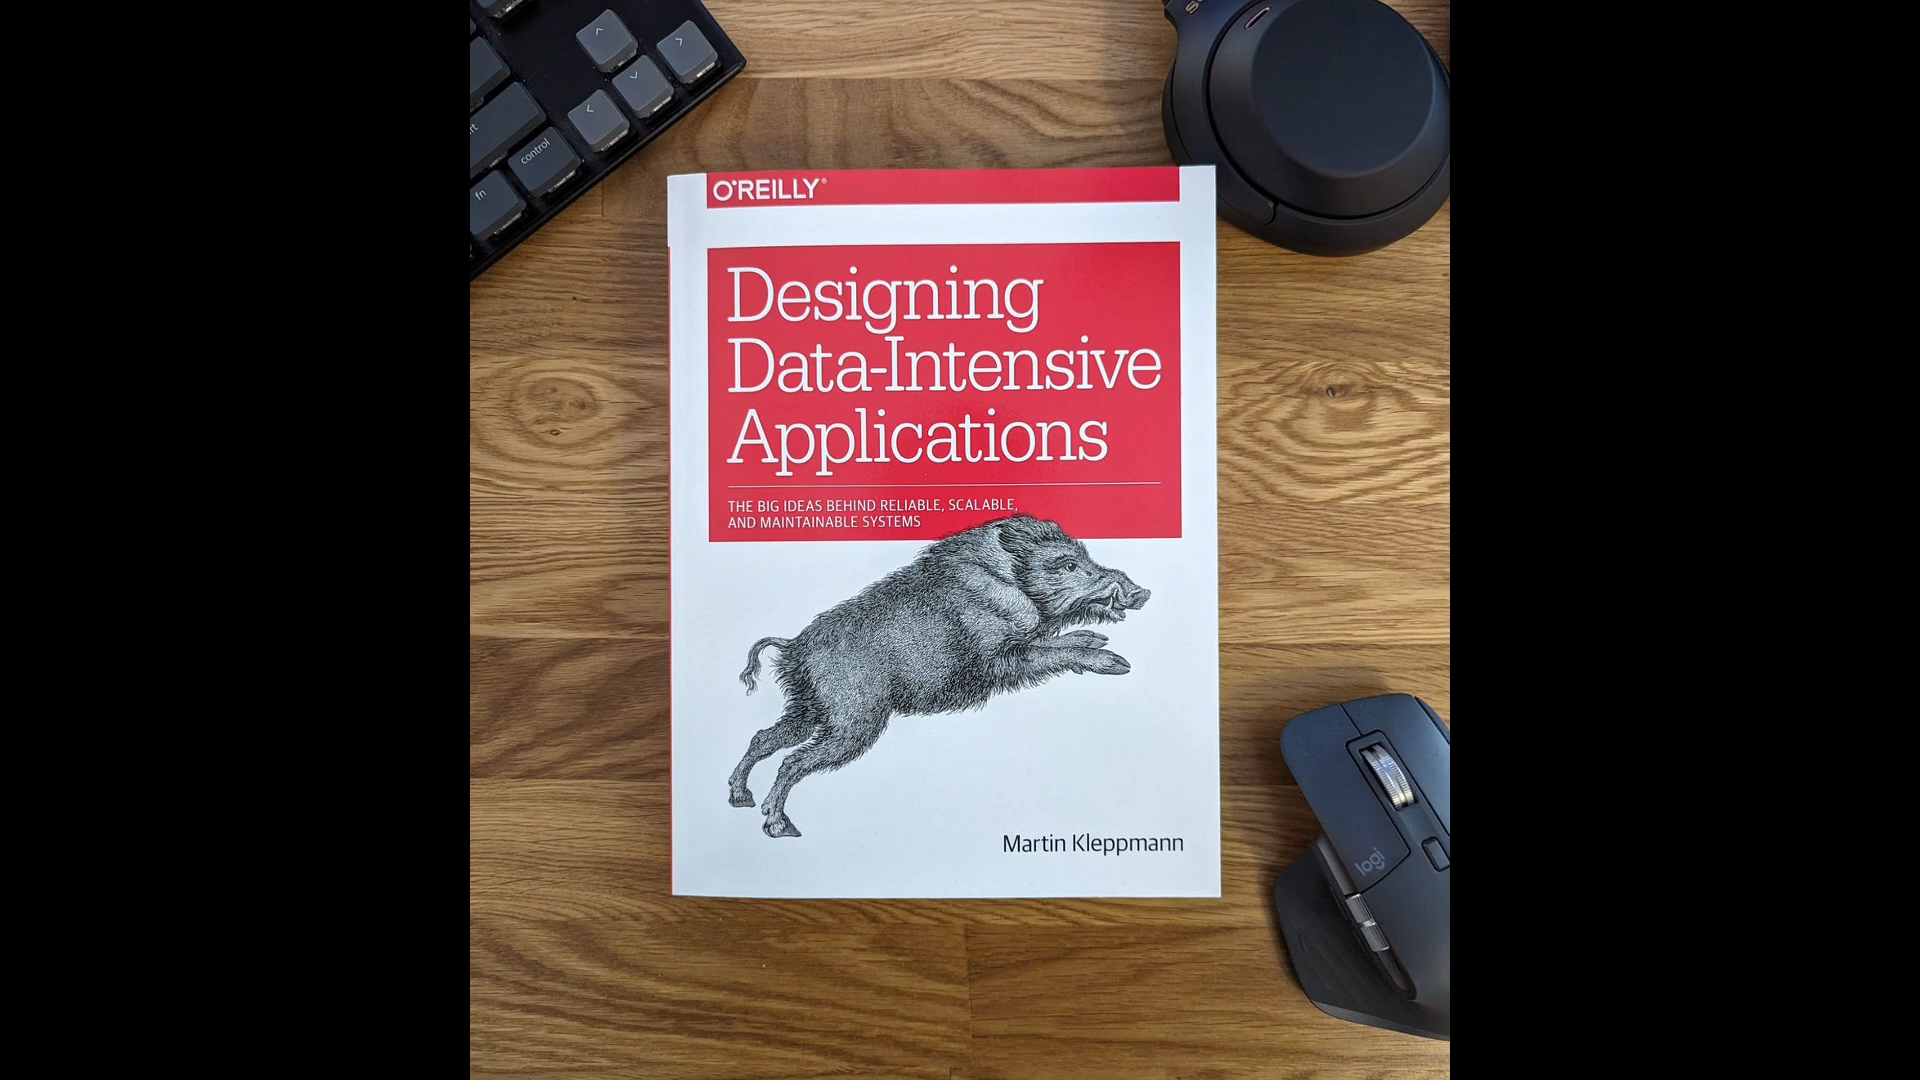 O'REILLY®
Designing
Data-Intensive
Applications
THE BIG IDEAS BEHIND RELIABLE, SCALABLE,
AND MAINTAINABLE SYSTEMS
Martin Kleppmann
control
fn
logi